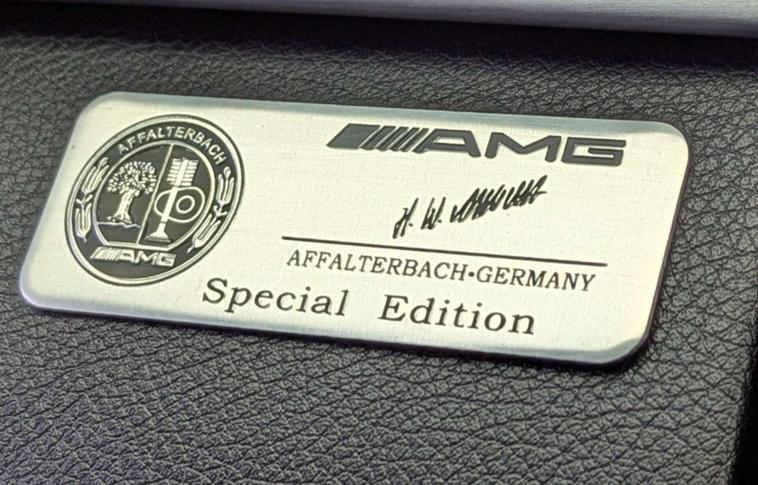 AFFALTERBACH
AMG
AMG
AFFALTERBACH•GERMANY
Special Edition